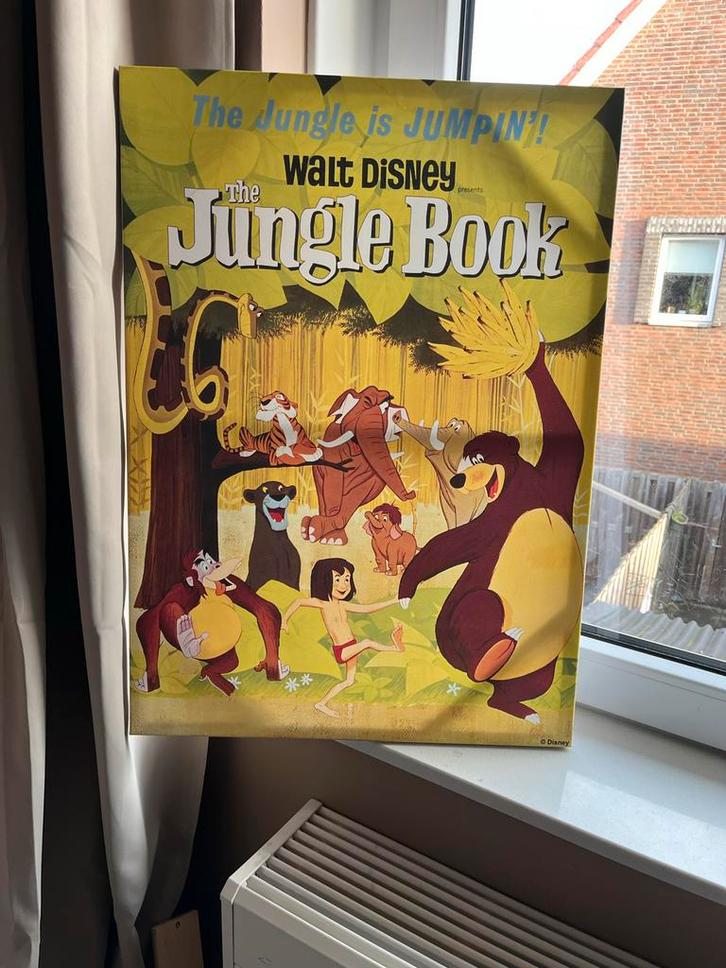 The Jungle is JUMPIN'!
WaLt DiSNEY presents
The
Jungle Book
© Disney